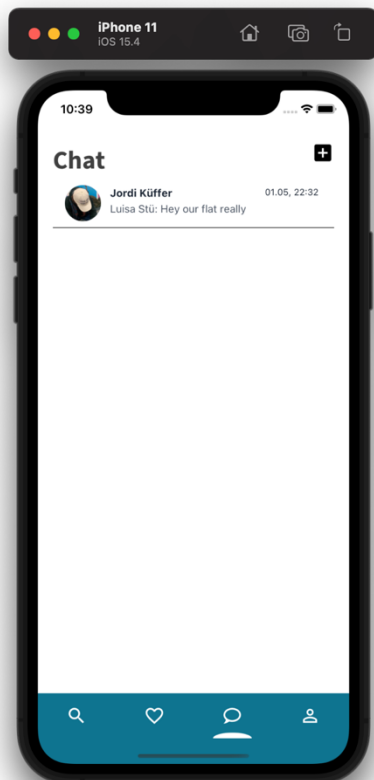 iPhone 11
iOS 15.4
10:39
Chat
Jordi Küffer
01.05, 22:32
Luisa Stü: Hey our flat really